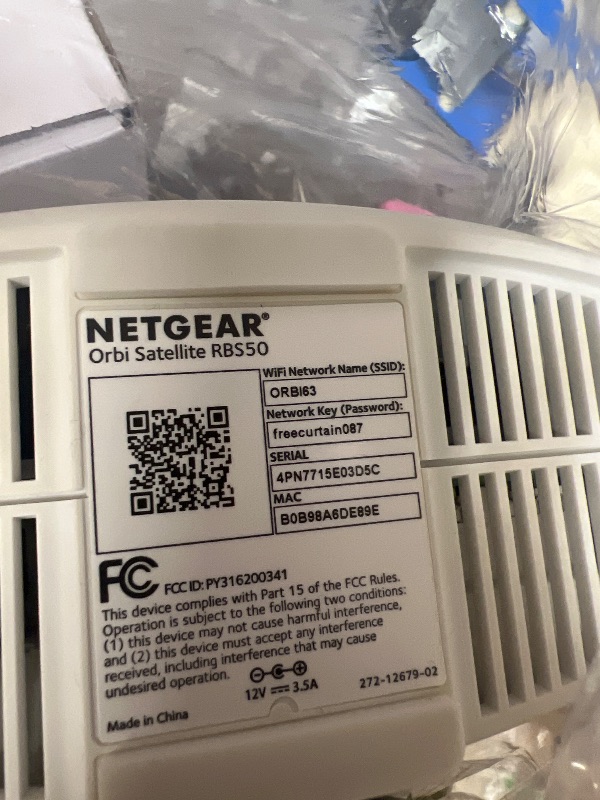 NETGEAR®
Orbi Satellite RBS50
WiFi Network Name (SSID):
ORBI63
Network Key (Password):
freecurtain087
SERIAL
4PN7715E03D5C
MAC
B0B98A6DE89E
FC FCC ID: PY316200341
This device complies with Part 15 of the FCC Rules.
Operation is subject to the following two conditions:
(1) this device may not cause harmful interference,
and (2) this device must accept any interference
received, including interference that may cause
undesired operation.
12V ⎓ 3.5A
272-12679-02
Made in China